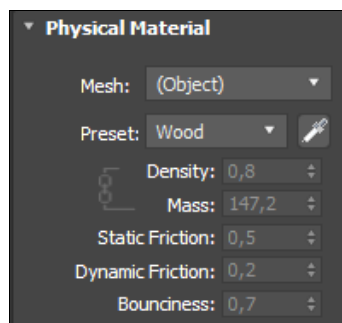 Physical Material
Mesh: (Object)
Preset: Wood
Density: 0,8
Mass: 147,2
Static Friction: 0,5
Dynamic Friction: 0,2
Bounciness: 0,7